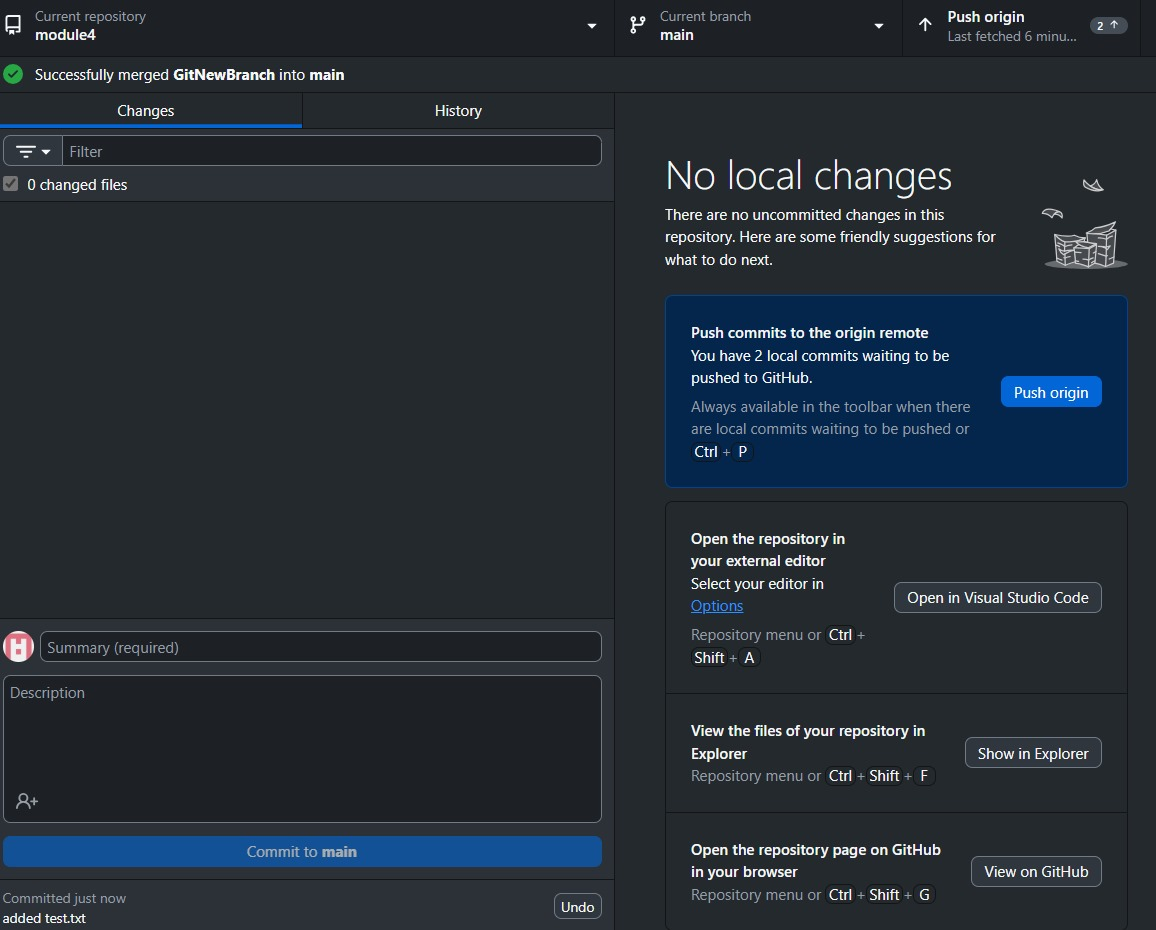 Current repository
module4
Current branch
main
Push origin
Last fetched 6 minu...
2
Successfully merged GitNewBranch into main
Changes
History
Filter
0 changed files
No local changes
There are no uncommitted changes in this
repository. Here are some friendly suggestions for
what to do next.
Push commits to the origin remote
You have 2 local commits waiting to be
pushed to GitHub.
Always available in the toolbar when there
are local commits waiting to be pushed or
Ctrl + P
Push origin
Open the repository in
your external editor
Select your editor in
Options
Repository menu or Ctrl +
Shift + A
Open in Visual Studio Code
View the files of your repository in
Explorer
Repository menu or Ctrl + Shift + F
Show in Explorer
Open the repository page on GitHub
in your browser
Repository menu or Ctrl + Shift + G
View on GitHub
Summary (required)
Description
Commit to main
Committed just now
added test.txt
Undo